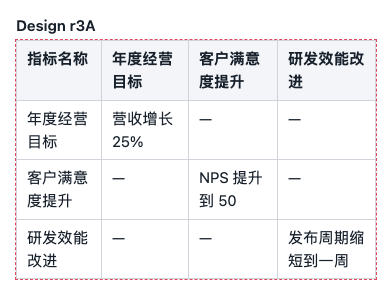 Design r3A
指标名称 年度经营 客户满意 研发效能改
目标 度提升 进
年度经营 营收增长 — —
目标 25%
客户满意 — NPS 提升 —
度提升 到 50
研发效能 — — 发布周期缩
改进 短到一周